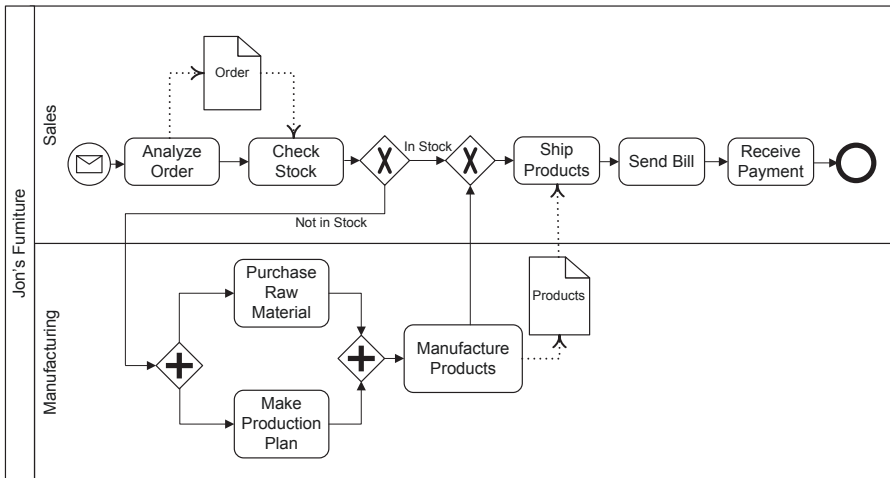 Jon's Furniture
Sales
Order
Analyze
Order
Check
Stock
In Stock
Not in Stock
Ship
Products
Send Bill
Receive
Payment
Manufacturing
Purchase
Raw
Material
Make
Production
Plan
Manufacture
Products
Products